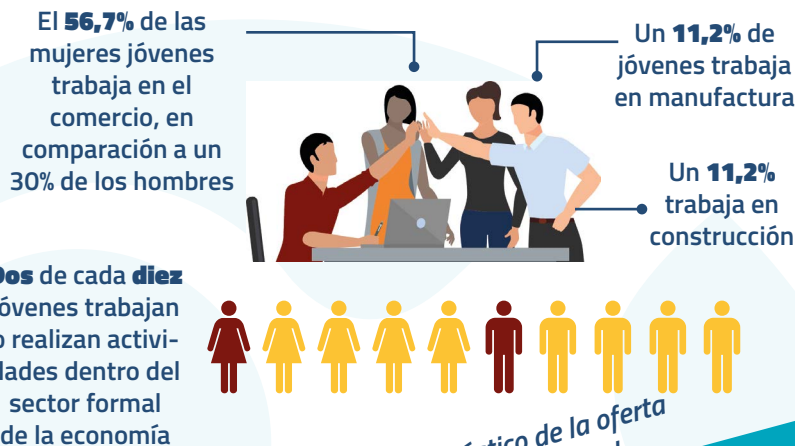 El 56,7% de las
mujeres jóvenes
trabaja en el
comercio, en
comparación a un
30% de los hombres
Un 11,2% de
jóvenes trabaja
en manufactura
Un 11,2%
trabaja en
construcción
Dos de cada diez
jóvenes trabajan
o realizan activi-
dades dentro del
sector formal
de la economía
de la oferta